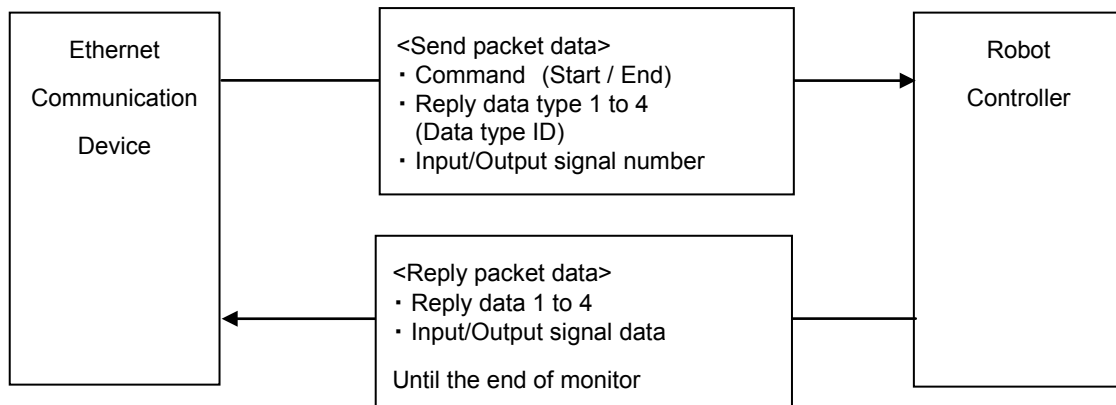 Ethernet
Communication
Device
<Send packet data>
・Command (Start / End)
・Reply data type 1 to 4
(Data type ID)
・Input/Output signal number
Robot
Controller
<Reply packet data>
・Reply data 1 to 4
・Input/Output signal data
Until the end of monitor